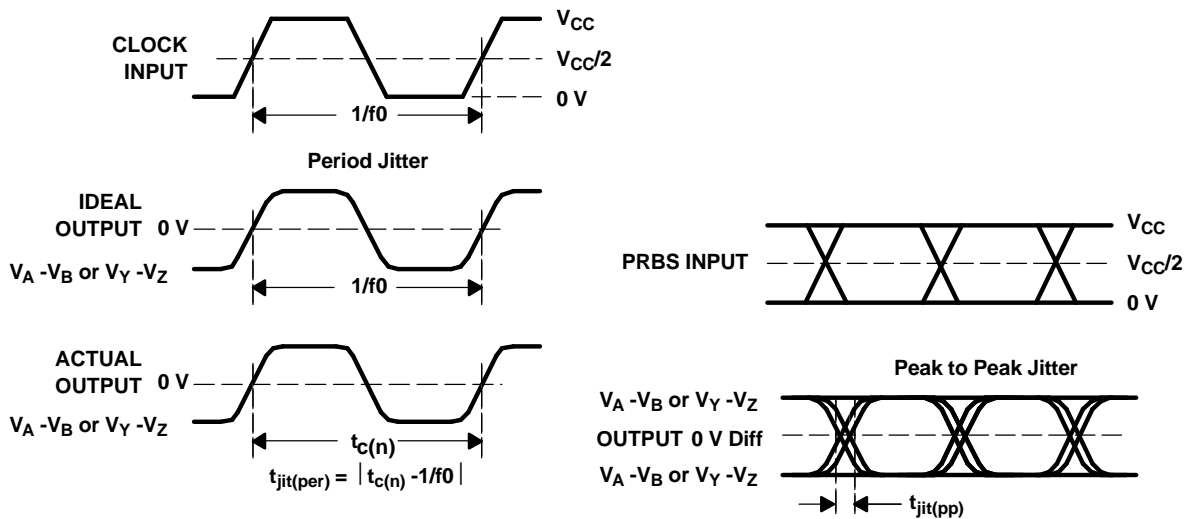 CLOCK
INPUT
V_CC
V_CC/2
0 V
1/f0
Period Jitter
IDEAL
OUTPUT 0 V
V_A -V_B or V_Y -V_Z
1/f0
ACTUAL
OUTPUT 0 V
V_A -V_B or V_Y -V_Z
t_c(n)
t_jit(per) = | t_c(n) -1/f0 |
PRBS INPUT
V_CC
V_CC/2
0 V
Peak to Peak Jitter
V_A -V_B or V_Y -V_Z
OUTPUT 0 V Diff
V_A -V_B or V_Y -V_Z
t_jit(pp)